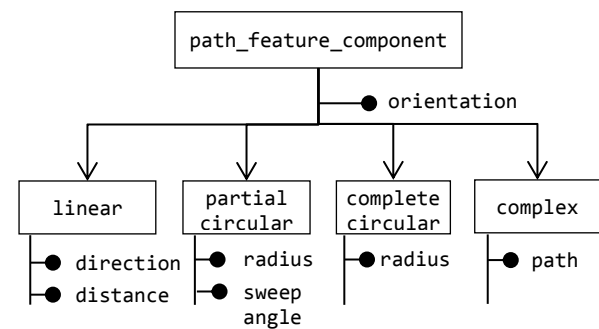 path_feature_component
orientation
linear
partial
circular
complete
circular
complex
direction
distance
radius
sweep
angle
radius
path